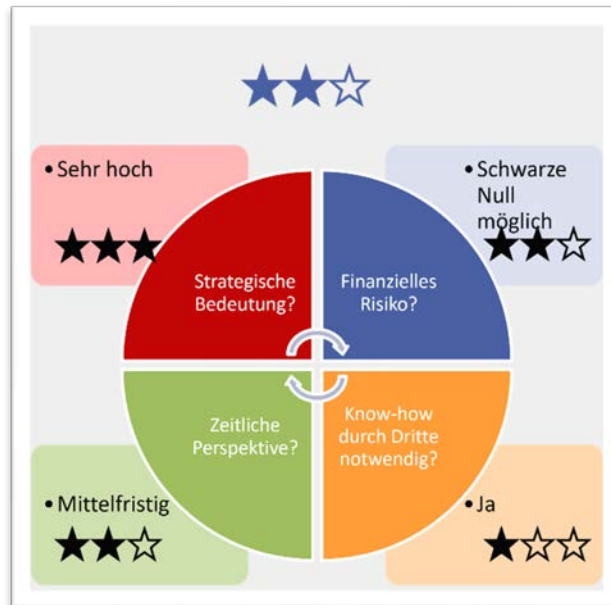 • Sehr hoch
• Schwarze
Null
möglich
Strategische
Bedeutung?
Finanzielles
Risiko?
Zeitliche
Perspektive?
Know-how
durch Dritte
notwendig?
• Mittelfristig
• Ja